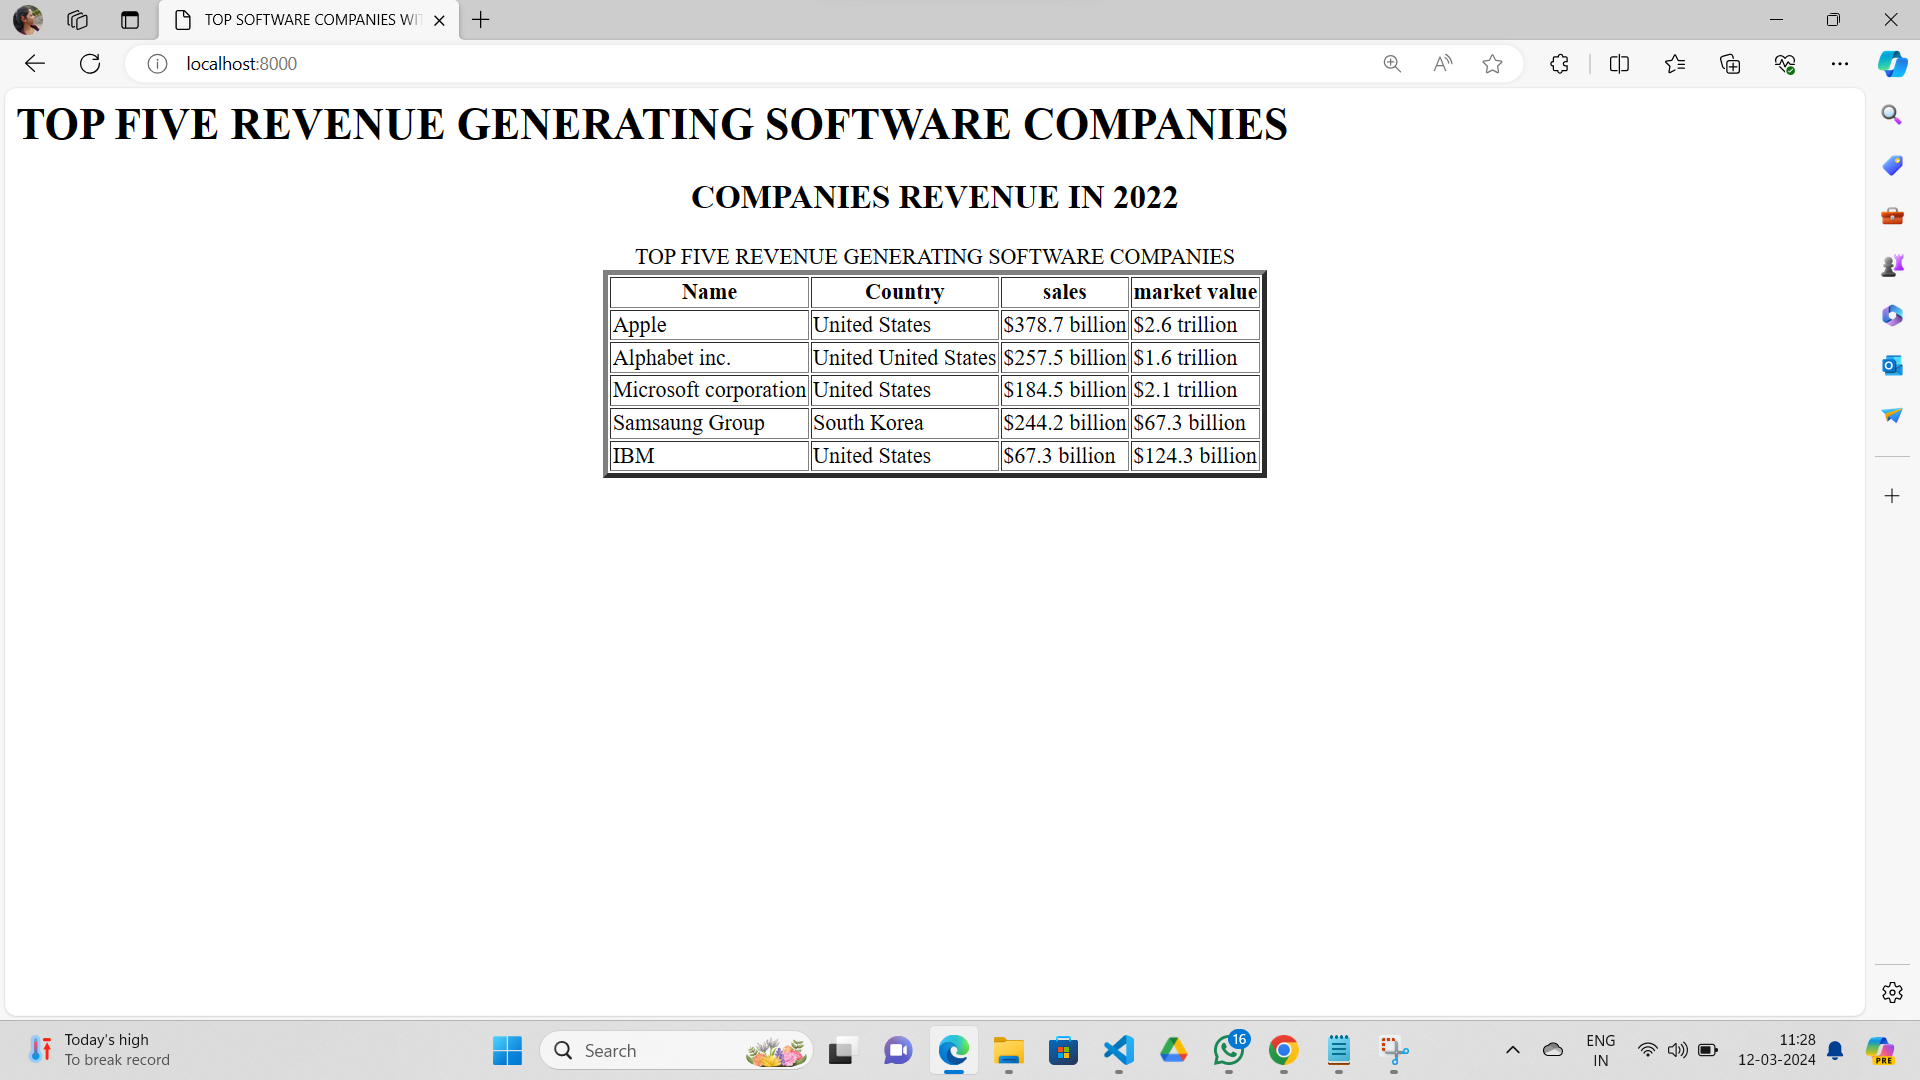 TOP SOFTWARE COMPANIES WIT
localhost:8000
TOP FIVE REVENUE GENERATING SOFTWARE COMPANIES
COMPANIES REVENUE IN 2022
TOP FIVE REVENUE GENERATING SOFTWARE COMPANIES
Name Country sales market value
Apple United States $378.7 billion $2.6 trillion
Alphabet inc. United United States $257.5 billion $1.6 trillion
Microsoft corporation United States $184.5 billion $2.1 trillion
Samsaung Group South Korea $244.2 billion $67.3 billion
IBM United States $67.3 billion $124.3 billion
Today's high
To break record
Search
16
ENG
IN
11:28
12-03-2024
PRE